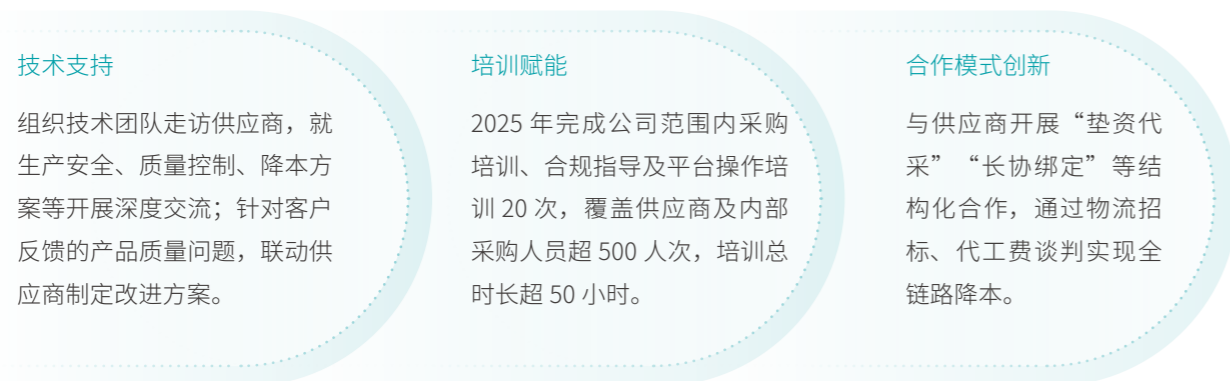 技术支持
组织技术团队走访供应商，就
生产安全、质量控制、降本方
案等开展深度交流；针对客户
反馈的产品质量问题，联动供
应商制定改进方案。
培训赋能
2025 年完成公司范围内采购
培训、合规指导及平台操作培
训 20 次，覆盖供应商及内部
采购人员超 500 人次，培训总
时长超 50 小时。
合作模式创新
与供应商开展“垫资代
采”“长协绑定”等结
构化合作，通过物流招
标、代工费谈判实现全
链路降本。